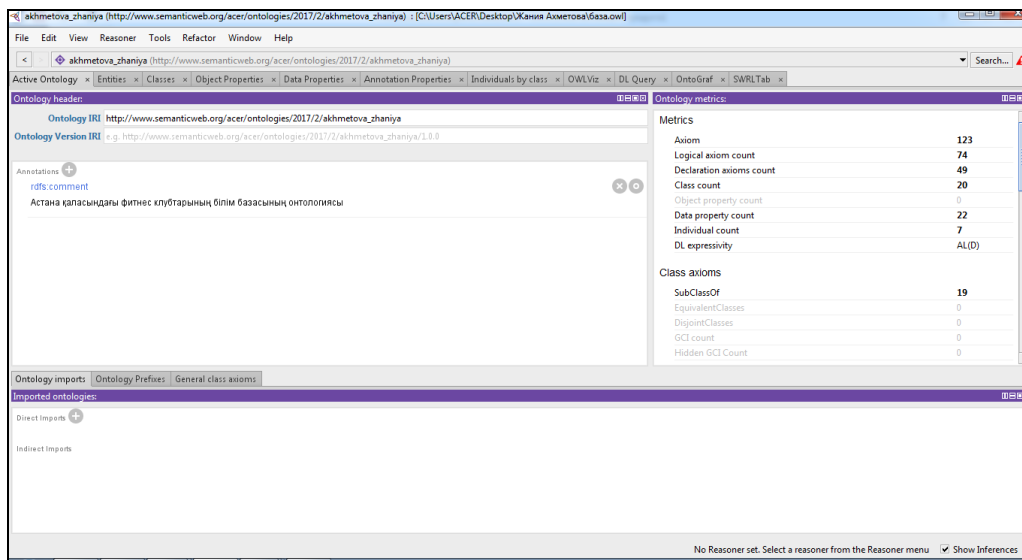 akhmetova_zhaniya (http://www.semanticweb.org/acer/ontologies/2017/2/akhmetova_zhaniya) : [C:\Users\ACER\Desktop\Жания Ахметова\база.owl]
File Edit View Reasoner Tools Refactor Window Help
< akhmetova_zhaniya (http://www.semanticweb.org/acer/ontologies/2017/2/akhmetova_zhaniya) Search...
Active Ontology × Entities × Classes × Object Properties × Data Properties × Annotation Properties × Individuals by class × OWLViz × DL Query × OntoGraf × SWRLTab ×
Ontology header:
Ontology IRI http://www.semanticweb.org/acer/ontologies/2017/2/akhmetova_zhaniya
Ontology Version IRI e.g. http://www.semanticweb.org/acer/ontologies/2017/2/akhmetova_zhaniya/1.0.0
Annotations
rdfs:comment
Астана қаласындағы фитнес клубтарының білім базасының онтологиясы
Ontology metrics:
Metrics
Axiom 123
Logical axiom count 74
Declaration axioms count 49
Class count 20
Object property count 0
Data property count 22
Individual count 7
DL expressivity AL(D)
Class axioms
SubClassOf 19
EquivalentClasses 0
DisjointClasses 0
GCI count 0
Hidden GCI Count 0
Ontology imports Ontology Prefixes General class axioms
Imported ontologies:
Direct Imports
Indirect Imports
No Reasoner set. Select a reasoner from the Reasoner menu Show Inferences